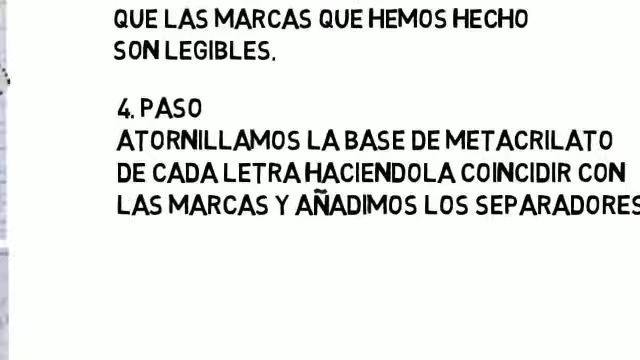 QUE LAS MARCAS QUE HEMOS HECHO
SON LEGIBLES.
4. PASO
ATORNILLAMOS LA BASE DE METACRILATO
DE CADA LETRA HACIENDOLA COINCIDIR CON
LAS MARCAS Y AÑADIMOS LOS SEPARADORES